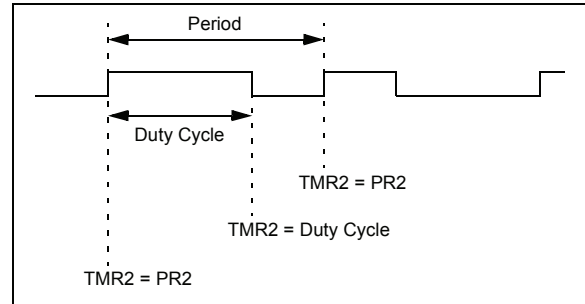 Period
Duty Cycle
TMR2 = PR2
TMR2 = Duty Cycle
TMR2 = PR2